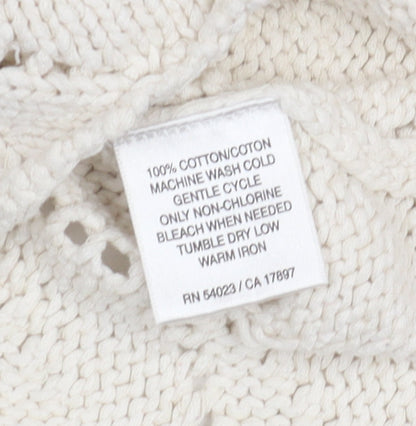 100% COTTON/COTON
MACHINE WASH COLD
GENTLE CYCLE
ONLY NON-CHLORINE
BLEACH WHEN NEEDED
TUMBLE DRY LOW
WARM IRON
RN 54023 / CA 17897